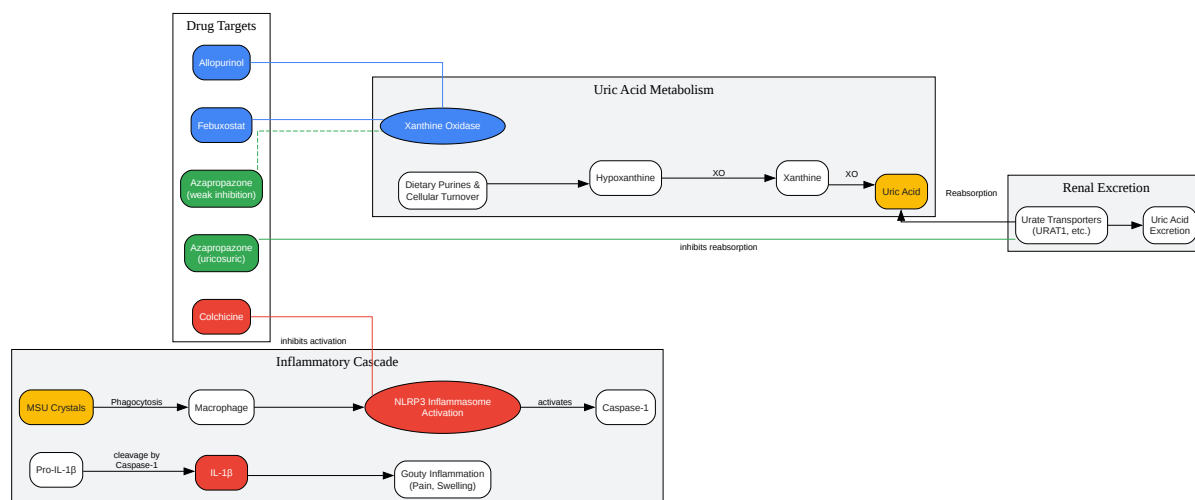 Drug Targets
Allopurinol
Febuxostat
Azapropazone
(weak inhibition)
Azapropazone
(uricosuric)
Colchicine
Uric Acid Metabolism
Xanthine Oxidase
Dietary Purines &
Cellular Turnover
Hypoxanthine
XO
Xanthine
XO
Uric Acid
Reabsorption
Renal Excretion
Urate Transporters
(URAT1, etc.)
Uric Acid
Excretion
inhibits reabsorption
inhibits activation
Inflammatory Cascade
MSU Crystals
Phagocytosis
Macrophage
NLRP3 Inflammasome
Activation
activates
Caspase-1
Pro-IL-1β
cleavage by
Caspase-1
IL-1β
Gouty Inflammation
(Pain, Swelling)